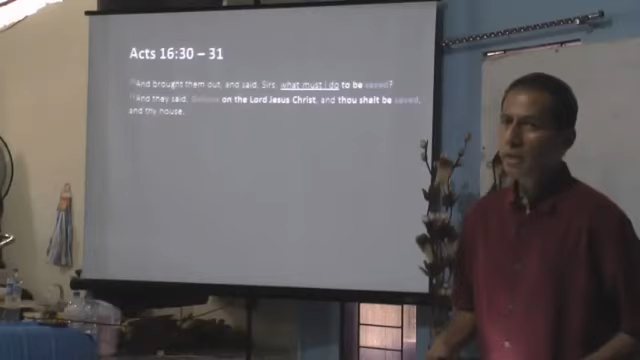 Acts 16:30 – 31
And brought them out, and said, Sirs, what must I do to be saved?
And they said, on the Lord Jesus Christ, and thou shalt be saved,
and thy house.